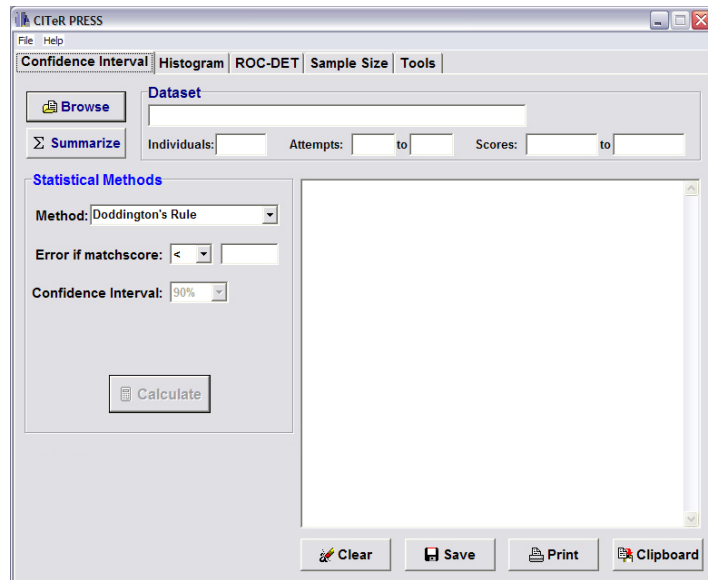 CITeR PRESS
File Help
Confidence Interval Histogram ROC-DET Sample Size Tools
Browse
Dataset
Σ Summarize
Individuals: Attempts: to Scores: to
Statistical Methods
Method: Doddington's Rule
Error if matchscore: <
Confidence Interval: 90%
Calculate
Clear Save Print Clipboard